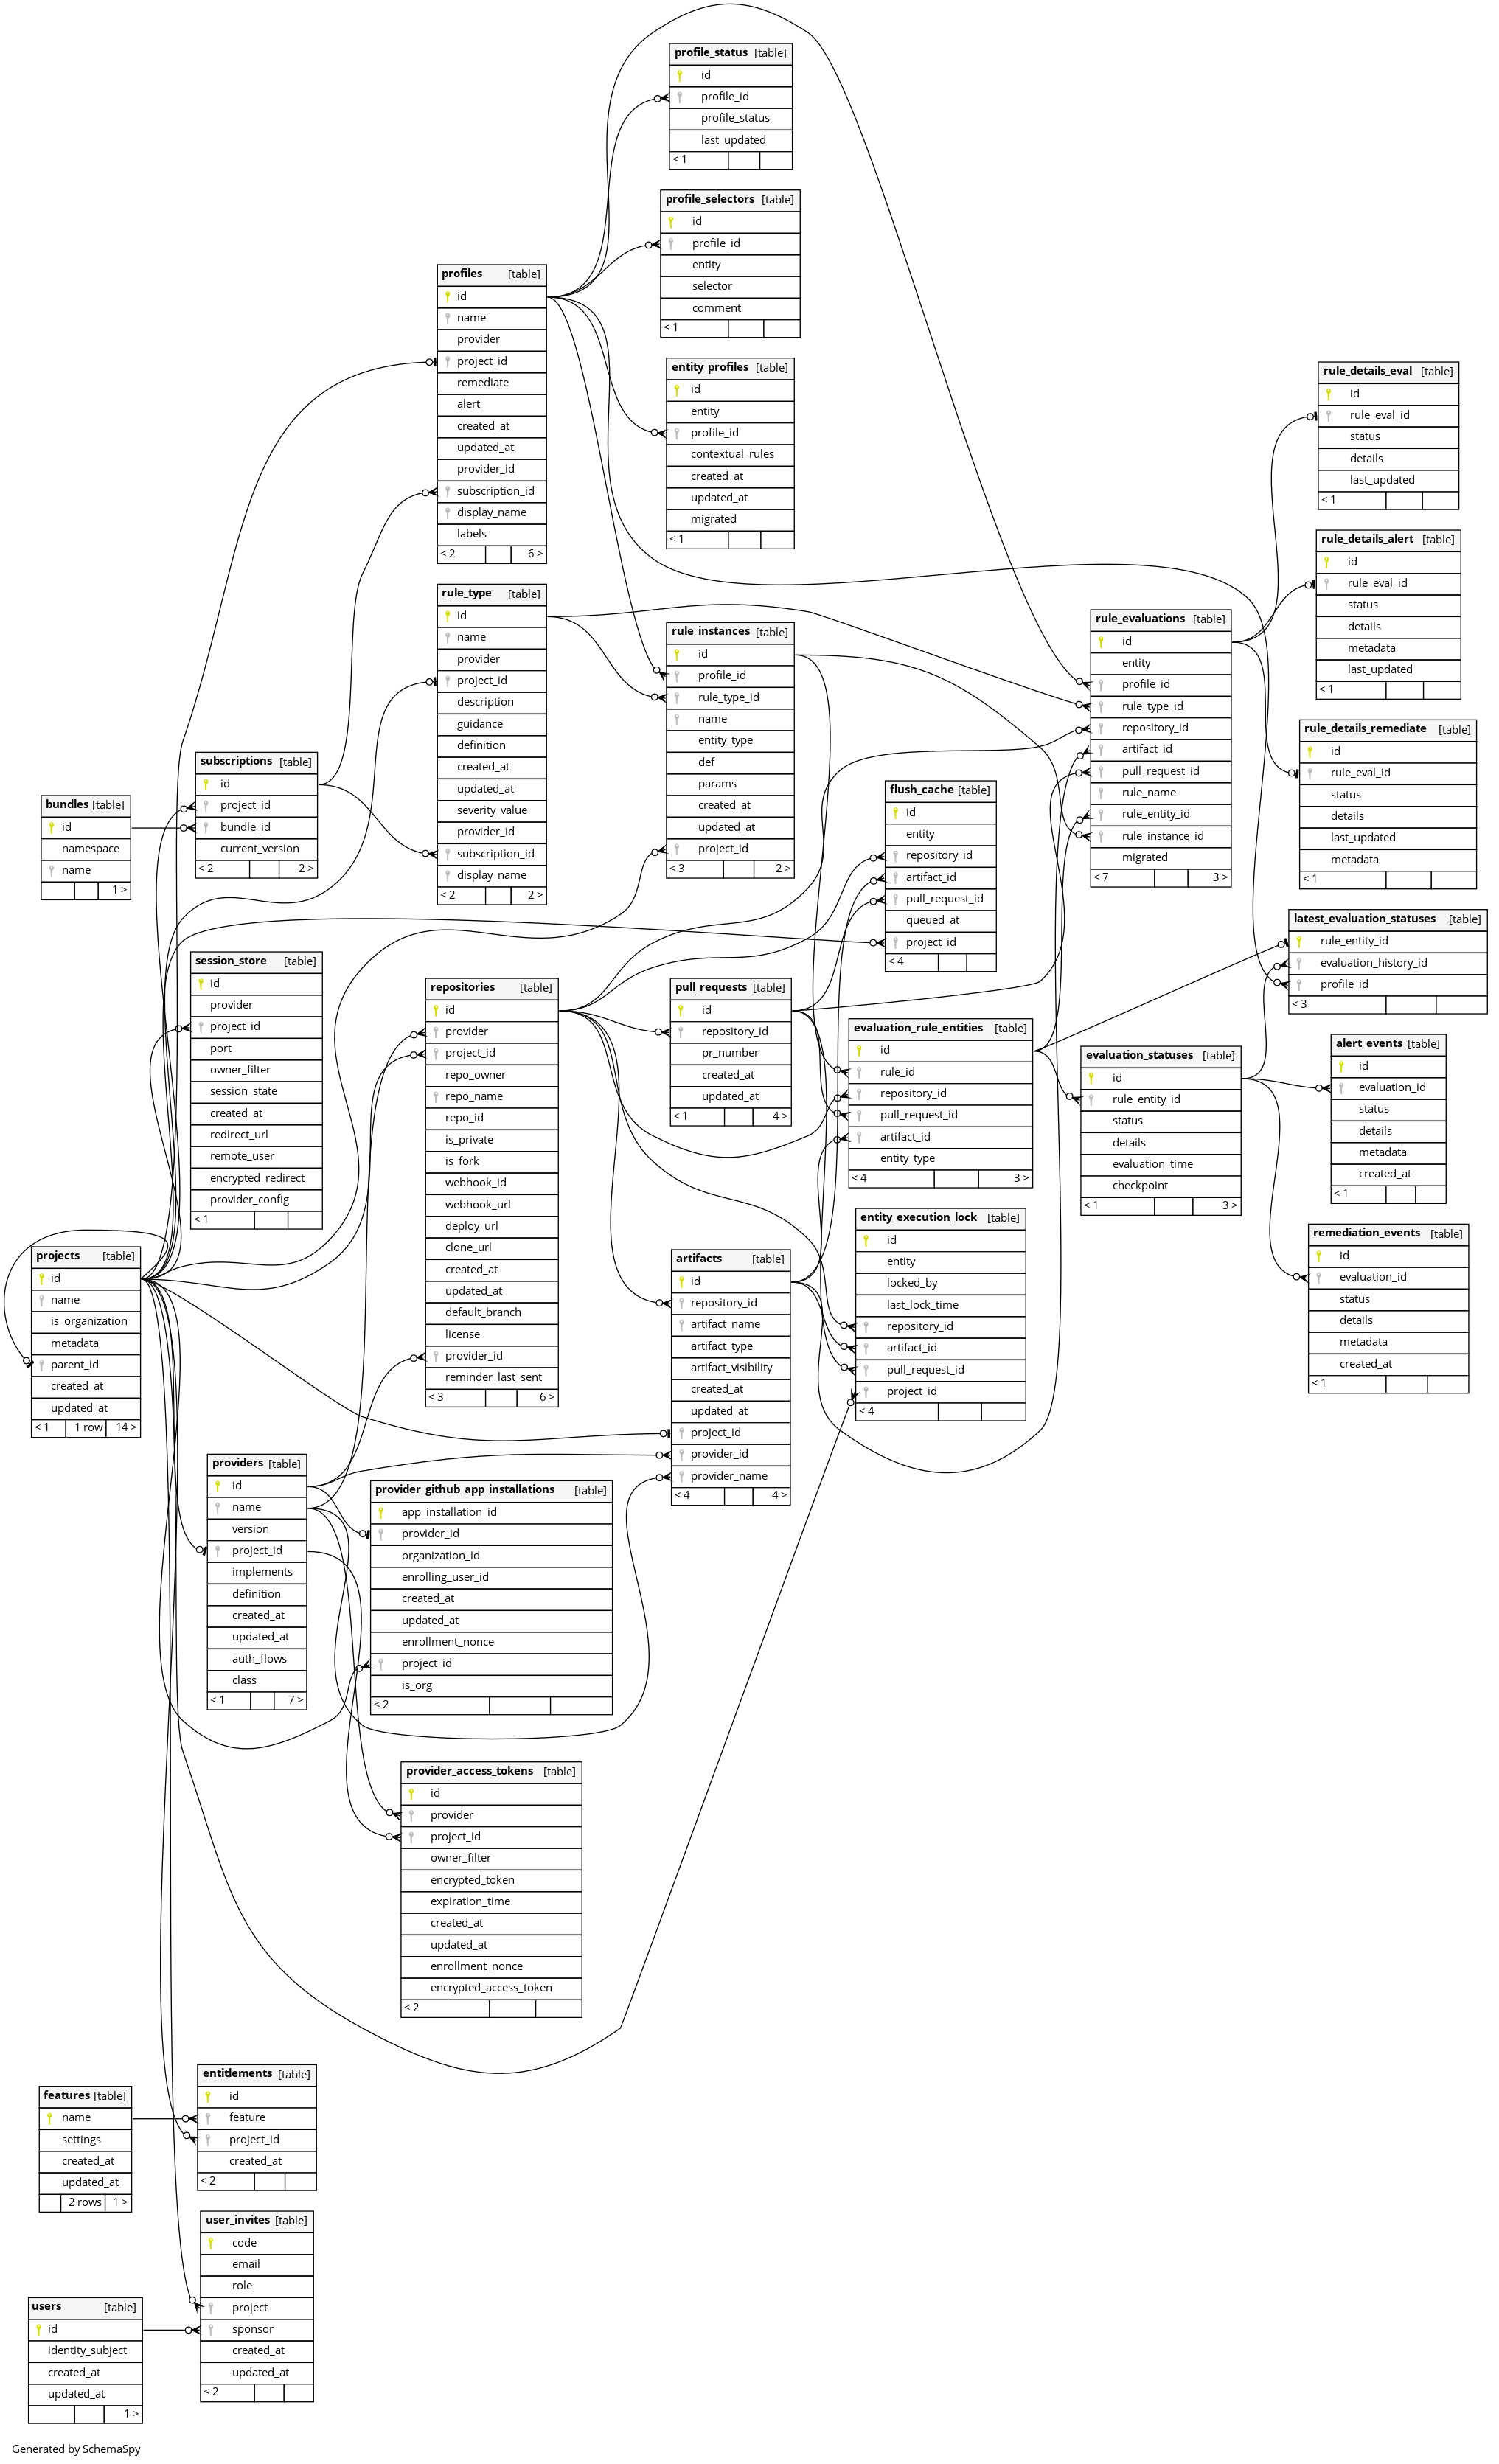 profile_status [table]
id
profile_id
profile_status
last_updated
< 1
profile_selectors [table]
id
profile_id
entity
selector
comment
< 1
profiles [table]
id
name
provider
project_id
remediate
alert
created_at
updated_at
provider_id
subscription_id
display_name
labels
< 2 6 >
entity_profiles [table]
id
entity
profile_id
contextual_rules
created_at
updated_at
migrated
< 1
rule_details_eval [table]
id
rule_eval_id
status
details
last_updated
< 1
rule_details_alert [table]
id
rule_eval_id
status
details
metadata
last_updated
< 1
rule_type [table]
id
name
provider
project_id
description
guidance
definition
created_at
updated_at
severity_value
provider_id
subscription_id
display_name
< 2 2 >
rule_instances [table]
id
profile_id
rule_type_id
name
entity_type
def
params
created_at
updated_at
project_id
< 3 2 >
rule_evaluations [table]
id
entity
profile_id
rule_type_id
repository_id
artifact_id
pull_request_id
rule_name
rule_entity_id
rule_instance_id
migrated
< 7 3 >
rule_details_remediate [table]
id
rule_eval_id
status
details
last_updated
metadata
< 1
subscriptions [table]
id
project_id
bundle_id
current_version
< 2 2 >
bundles [table]
id
namespace
name
1 >
flush_cache [table]
id
entity
repository_id
artifact_id
pull_request_id
queued_at
project_id
< 4
latest_evaluation_statuses [table]
rule_entity_id
evaluation_history_id
profile_id
< 3
session_store [table]
id
provider
project_id
port
owner_filter
session_state
created_at
redirect_url
remote_user
encrypted_redirect
provider_config
< 1
repositories [table]
id
provider
project_id
repo_owner
repo_name
repo_id
is_private
is_fork
webhook_id
webhook_url
deploy_url
clone_url
created_at
updated_at
default_branch
license
provider_id
reminder_last_sent
< 3 6 >
pull_requests [table]
id
repository_id
pr_number
created_at
updated_at
< 1 4 >
evaluation_rule_entities [table]
id
rule_id
repository_id
pull_request_id
artifact_id
entity_type
< 4 3 >
evaluation_statuses [table]
id
rule_entity_id
status
details
evaluation_time
checkpoint
< 1 3 >
alert_events [table]
id
evaluation_id
status
details
metadata
created_at
< 1
remediation_events [table]
id
evaluation_id
status
details
metadata
created_at
< 1
entity_execution_lock [table]
id
entity
locked_by
last_lock_time
repository_id
artifact_id
pull_request_id
project_id
< 4
projects [table]
id
name
is_organization
metadata
parent_id
created_at
updated_at
< 1 1 row 14 >
artifacts [table]
id
repository_id
artifact_name
artifact_type
artifact_visibility
created_at
updated_at
project_id
provider_id
provider_name
< 4 4 >
providers [table]
id
name
version
project_id
implements
definition
created_at
updated_at
auth_flows
class
< 1 7 >
provider_github_app_installations [table]
app_installation_id
provider_id
organization_id
enrolling_user_id
created_at
updated_at
enrollment_nonce
project_id
is_org
< 2
provider_access_tokens [table]
id
provider
project_id
owner_filter
encrypted_token
expiration_time
created_at
updated_at
enrollment_nonce
encrypted_access_token
< 2
entitlements [table]
id
feature
project_id
created_at
< 2
features [table]
name
settings
created_at
updated_at
2 rows 1 >
user_invites [table]
code
email
role
project
sponsor
created_at
updated_at
< 2
users [table]
id
identity_subject
created_at
updated_at
1 >
Generated by SchemaSpy